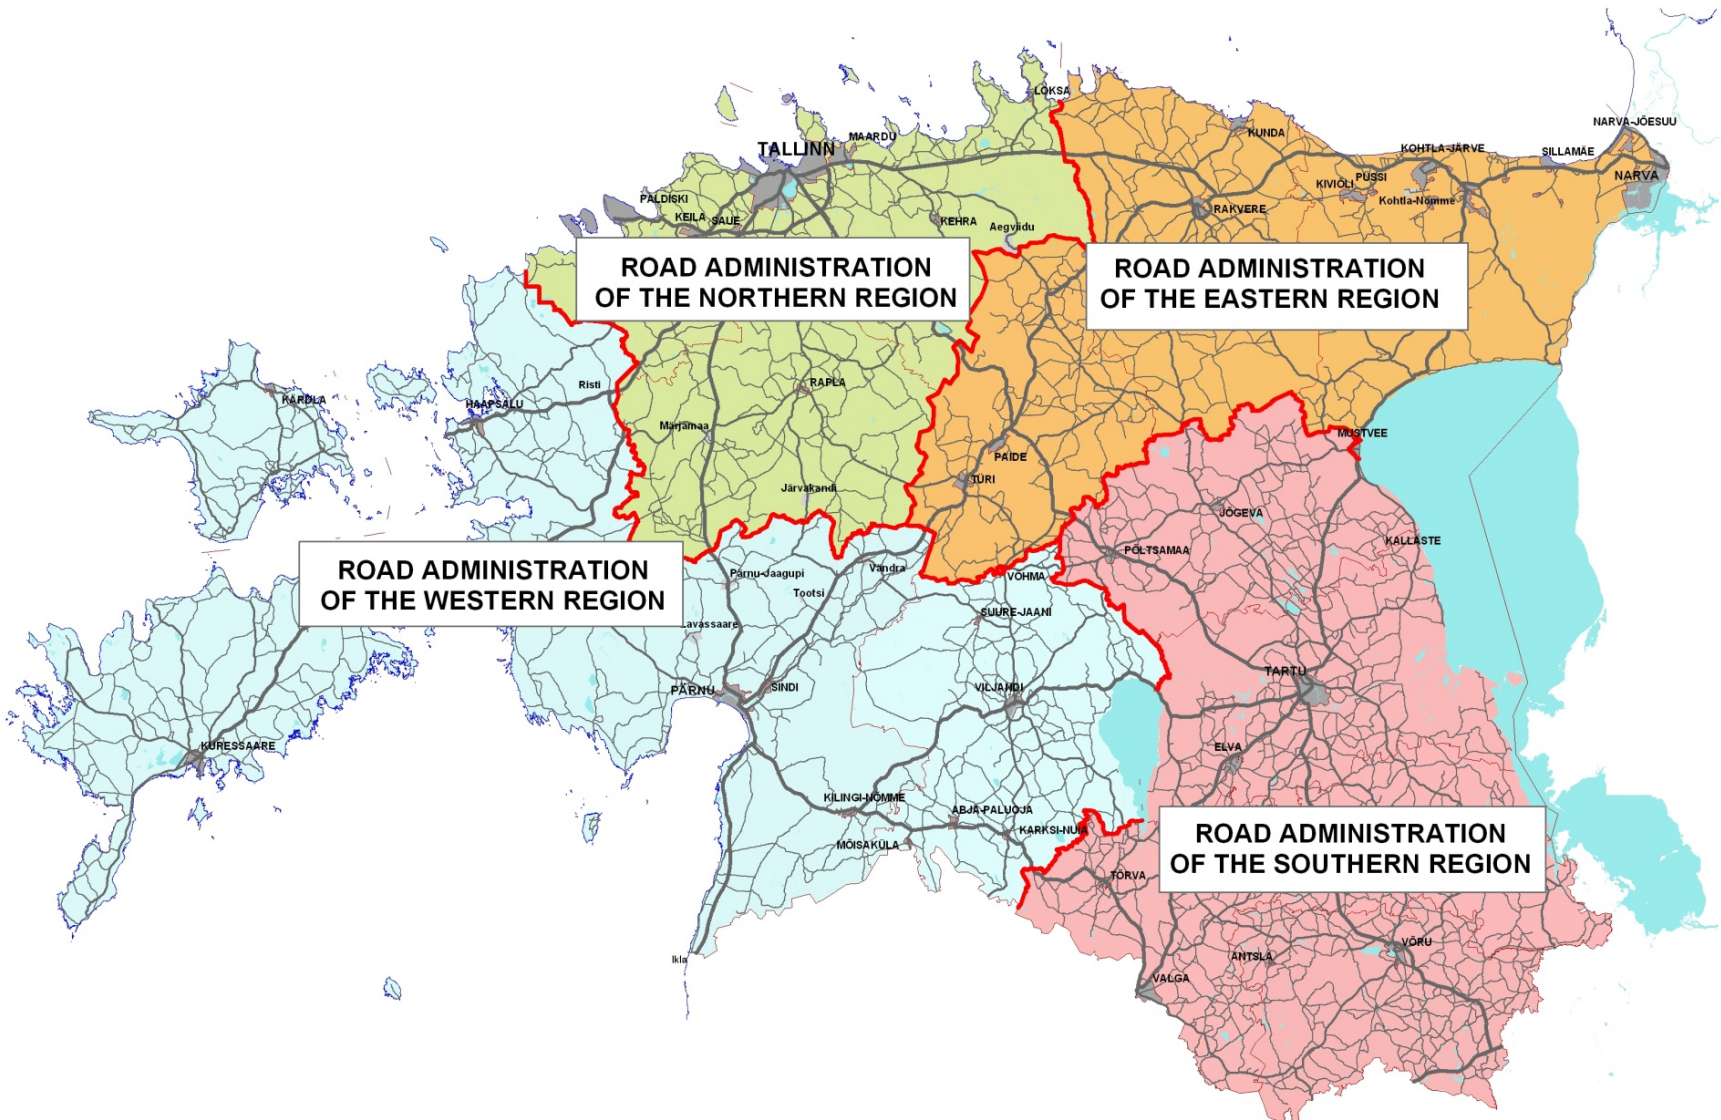 LOKSA
KUNDA
NARVA-JÕESUU
MAARDU
TALLINN
KOHTLA-JÄRVE
SILLAMÄE
PÜSSI
KIVIÕLI
NARVA
Kohtla-Nõmme
PALDISKI
KEILA
SAUE
KEHRA
RAKVERE
Aegviidu
ROAD ADMINISTRATION
OF THE NORTHERN REGION
ROAD ADMINISTRATION
OF THE EASTERN REGION
Risti
RAPLA
KÄRDLA
HAAPSALU
Märjamaa
MUSTVEE
PAIDE
TÜRI
Järvakandi
JÕGEVA
KALLASTE
PÕLTSAMAA
ROAD ADMINISTRATION
OF THE WESTERN REGION
Pärnu-Jaagupi
Vändra
VÕHMA
Tootsi
SUURE-JAANI
Lavassaare
TARTU
PÄRNU
SINDI
VILJANDI
KURESSAARE
ELVA
KILINGI-NÕMME
ABJA-PALUOJA
KARKSI-NUIA
MÕISAKÜLA
ROAD ADMINISTRATION
OF THE SOUTHERN REGION
TÕRVA
VÕRU
ANTSLA
Ikla
VALGA